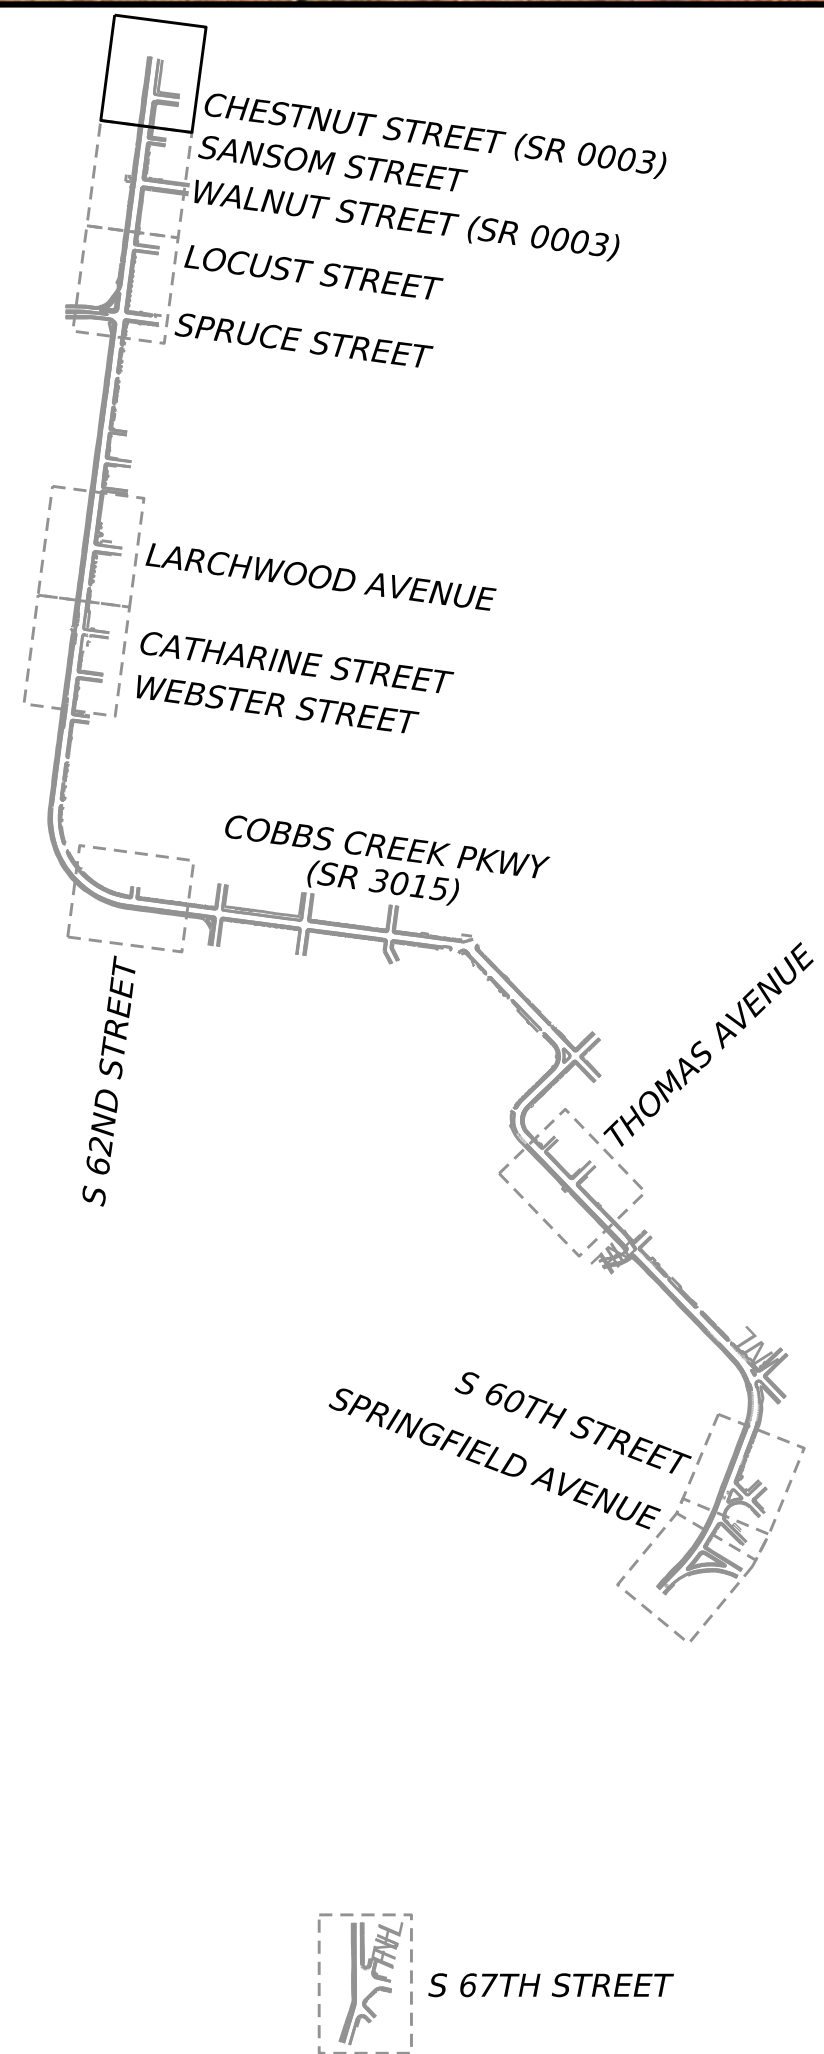 CHESTNUT STREET (SR 0003)
SANSOM STREET
WALNUT STREET (SR 0003)
LOCUST STREET
SPRUCE STREET
LARCHWOOD AVENUE
CATHARINE STREET
WEBSTER STREET
COBBS CREEK PKWY
(SR 3015)
S 62ND STREET
THOMAS AVENUE
S 60TH STREET
SPRINGFIELD AVENUE
S 67TH STREET